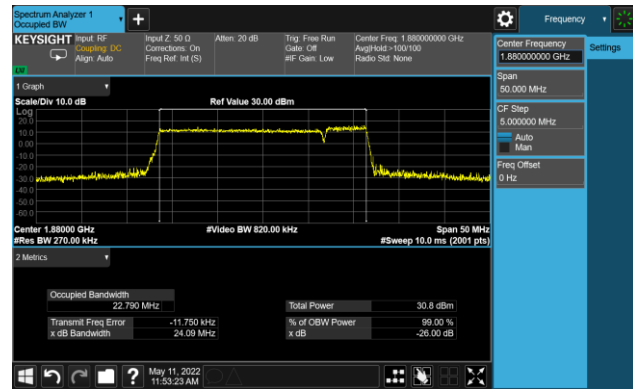 Spectrum Analyzer 1
Occupied BW
Frequency
KEYSIGHT
Input: RF
Coupling: DC
Align: Auto
Input Z: 50 Ω
Corrections: On
Freq Ref: Int (S)
Atten: 20 dB
Trig: Free Run
Gate: Off
#IF Gain: Low
Center Freq: 1.880000000 GHz
Avg|Hold:>100/100
Radio Std: None
Center Frequency
1.880000000 GHz
Settings
Span
50.000 MHz
CF Step
5.000000 MHz
Auto
Man
Freq Offset
0 Hz
1 Graph
Scale/Div 10.0 dB
Ref Value 30.00 dBm
Log
20.0
10.0
0.00
-10.0
-20.0
-30.0
-40.0
-50.0
-60.0
Center 1.88000 GHz
#Video BW 820.00 kHz
Span 50 MHz
#Res BW 270.00 kHz
#Sweep 10.0 ms (2001 pts)
2 Metrics
Occupied Bandwidth
22.790 MHz
Total Power
30.8 dBm
Transmit Freq Error
-11.750 kHz
% of OBW Power
99.00 %
x dB Bandwidth
24.09 MHz
x dB
-26.00 dB
?
May 11, 2022
11:53:23 AM